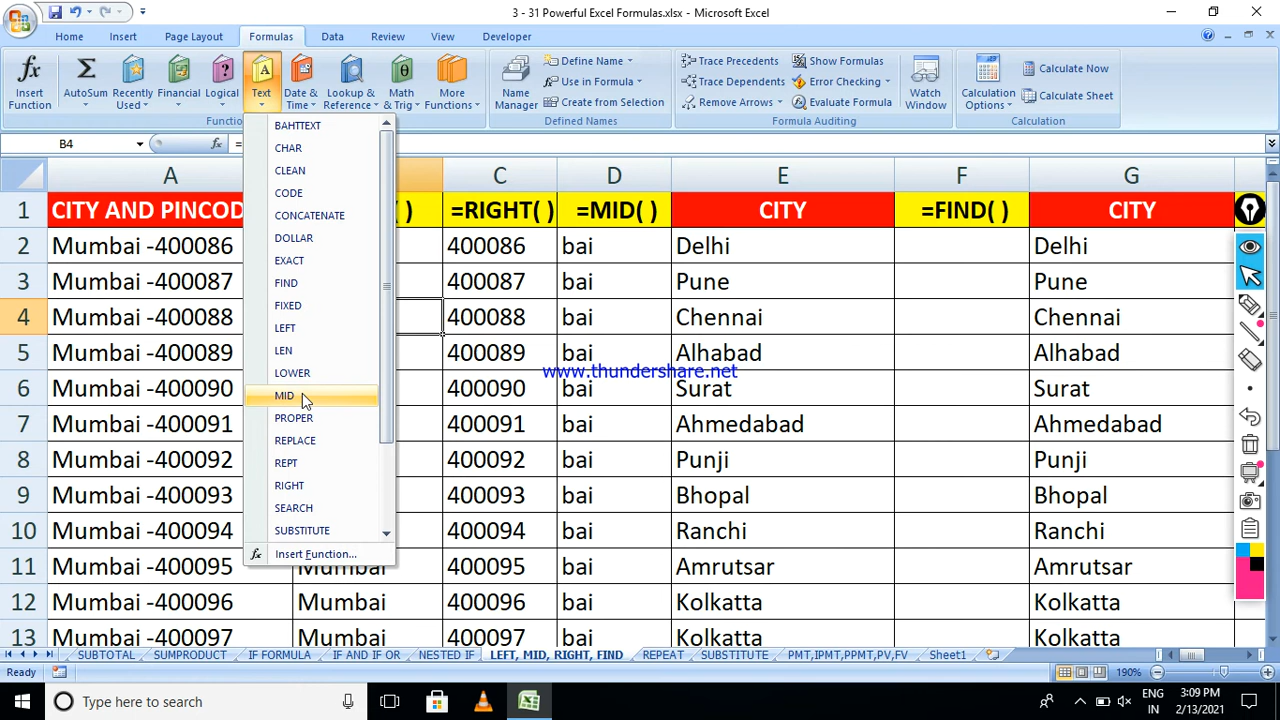 3 - 31 Powerful Excel Formulas.xlsx - Microsoft Excel
Home Insert Page Layout Formulas Data Review View Developer
Insert Function
AutoSum
Recently Used
Financial
Logical
Text
Date & Time
Lookup & Reference
Math & Trig
More Functions
Name Manager
Define Name
Use in Formula
Create from Selection
Defined Names
Trace Precedents
Trace Dependents
Remove Arrows
Show Formulas
Error Checking
Evaluate Formula
Formula Auditing
Watch Window
Calculation Options
Calculate Now
Calculate Sheet
Calculation
B4 fx =
BAHTTEXT
CHAR
CLEAN
CODE
CONCATENATE
DOLLAR
EXACT
FIND
FIXED
LEFT
LEN
LOWER
MID
PROPER
REPLACE
REPT
RIGHT
SEARCH
SUBSTITUTE
fx Insert Function...
A C D E F G
1 CITY AND PINCOD ) =RIGHT( ) =MID( ) CITY =FIND( ) CITY
2 Mumbai -400086 400086 bai Delhi Delhi
3 Mumbai -400087 400087 bai Pune Pune
4 Mumbai -400088 400088 bai Chennai Chennai
5 Mumbai -400089 400089 bai Alhabad Alhabad
www.thundershare.net
6 Mumbai -400090 400090 bai Surat Surat
7 Mumbai -400091 400091 bai Ahmedabad Ahmedabad
8 Mumbai -400092 400092 bai Punji Punji
9 Mumbai -400093 400093 bai Bhopal Bhopal
10 Mumbai -400094 400094 bai Ranchi Ranchi
11 Mumbai -400095 Mumbai 400095 bai Amrutsar Amrutsar
12 Mumbai -400096 Mumbai 400096 bai Kolkatta Kolkatta
13 Mumbai -400097 Mumbai 400097 bai Kolkatta Kolkatta
SUBTOTAL SUMPRODUCT IF FORMULA IF AND IF OR NESTED IF LEFT, MID, RIGHT, FIND REPEAT SUBSTITUTE PMT,IPMT,PPMT,PV,FV Sheet1
Ready 190%
Type here to search
ENG
IN
3:09 PM
2/13/2021